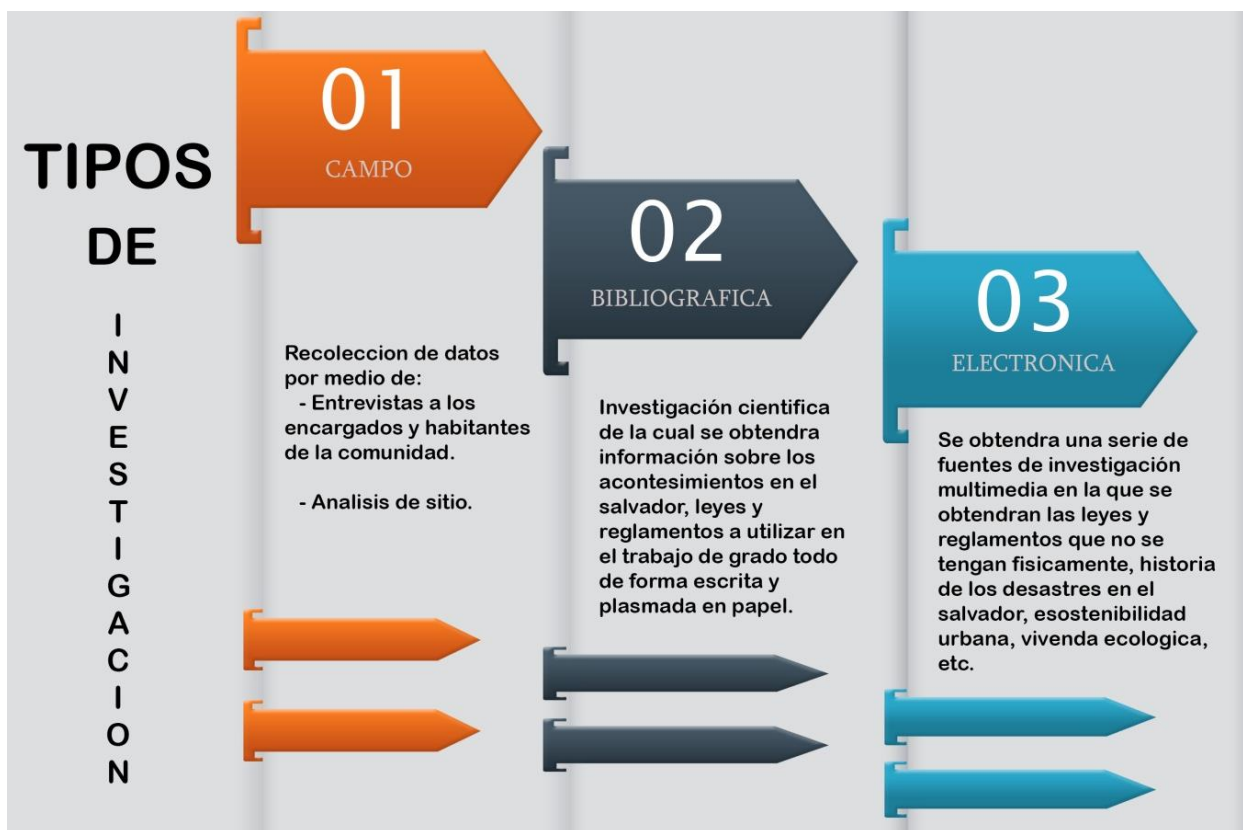 TIPOS
DE
INVESTIGACION
01
CAMPO
Recoleccion de datos
por medio de:
- Entrevistas a los
encargados y habitantes
de la comunidad.
- Analisis de sitio.
02
BIBLIOGRAFICA
Investigación cientifica
de la cual se obtendra
información sobre los
acontesimientos en el
salvador, leyes y
reglamentos a utilizar en
el trabajo de grado todo
de forma escrita y
plasmada en papel.
03
ELECTRONICA
Se obtendra una serie de
fuentes de investigación
multimedia en la que se
obtendran las leyes y
reglamentos que no se
tengan fisicamente, historia
de los desastres en el
salvador, esostenibilidad
urbana, vivenda ecologica,
etc.